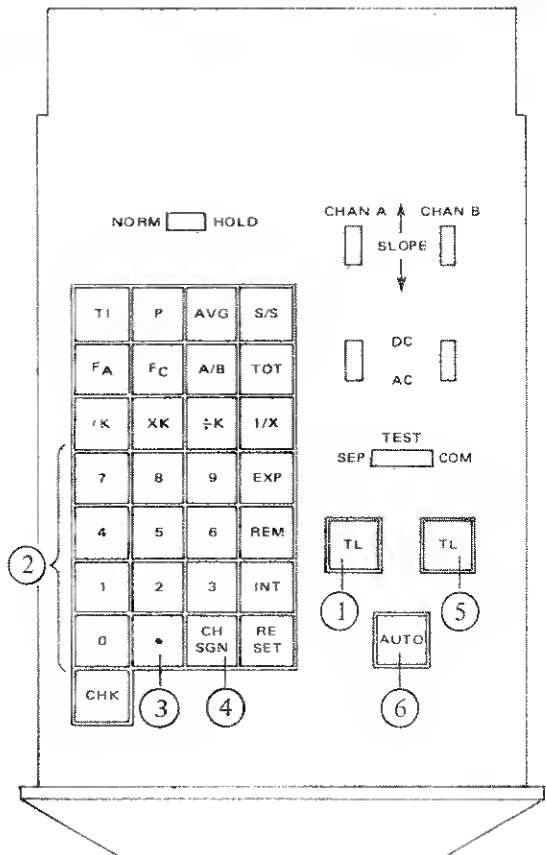 CHAN A CHAN B
NORM HOLD
SLOPE
TI P AVG S/S
DC
FA FC A/B TOT
AC
XK ÷K 1/X
TEST
SEP COM
7 8 9 EXP
4 5 6 REM
TL TL
2
1 2 3 INT
1 5
0 • CH SGN RE SET
AUTO
CHK
3 4 6